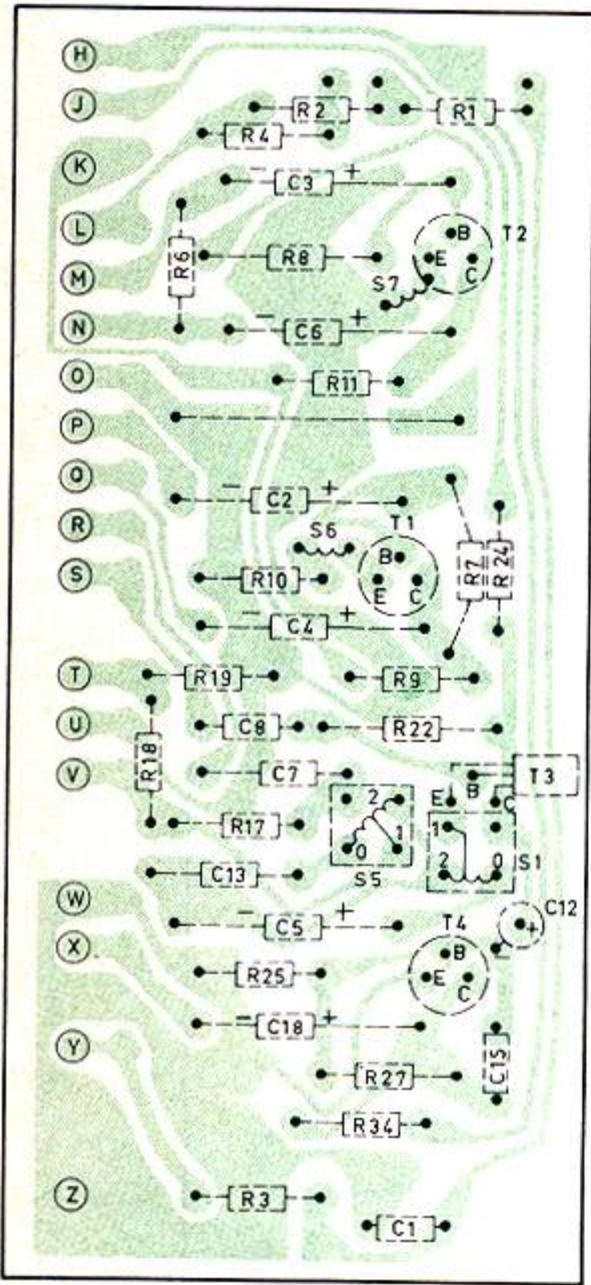 H
J
R2 R1
R4
K
- C3 +
L
B T2
R6 R8 E C
M
S7
N - C6 +
O R11
P
Q
- C2 +
R S6 T1
B
S R10 E C R7 R24
- C4 +
T R19 R9
U C8 R22
R18
V C7 B T3
E C
2 1
R17 0 1 2 0 S1
C13 S5
W - C5 + T4 C12
+
-
X B
R25 E C
- C18 +
Y R27 C15
R34
Z R3
C1